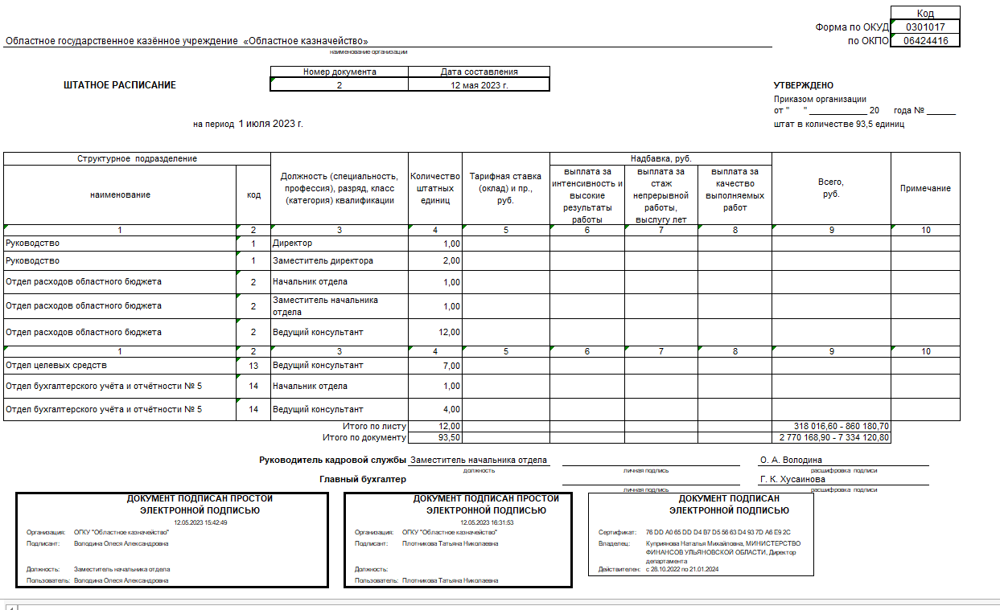 Код
Форма по ОКУД 0301017
Областное государственное казённое учреждение «Областное казначейство» по ОКПО 06424416
наименование организации
Номер документа Дата составления
ШТАТНОЕ РАСПИСАНИЕ 2 12 мая 2023 г. УТВЕРЖДЕНО
Приказом организации
от " " ____________ 20 года № ______
на период 1 июля 2023 г. штат в количестве 93,5 единиц
Структурное подразделение
наименование
код
Должность (специальность,
профессия), разряд, класс
(категория) квалификации
Количество
штатных
единиц
Тарифная ставка
(оклад) и пр.,
руб.
Надбавка, руб.
выплата за
интенсивность и
высокие
результаты
работы
выплата за
стаж
непрерывной
работы,
выслугу лет
выплата за
качество
выполняемых
работ
Всего,
руб.
Примечание
1 2 3 4 5 6 7 8 9 10
Руководство 1 Директор 1,00
Руководство 1 Заместитель директора 2,00
Отдел расходов областного бюджета 2 Начальник отдела 1,00
Отдел расходов областного бюджета 2 Заместитель начальника
отдела 1,00
Отдел расходов областного бюджета 2 Ведущий консультант 12,00
1 2 3 4 5 6 7 8 9 10
Отдел целевых средств 13 Ведущий консультант 7,00
Отдел бухгалтерского учёта и отчётности № 5 14 Начальник отдела 1,00
Отдел бухгалтерского учёта и отчётности № 5 14 Ведущий консультант 4,00
Итого по листу 12,00 318 016,60 - 860 180,70
Итого по документу 93,50 2 770 168,90 - 7 334 120,80
Руководитель кадровой службы Заместитель начальника отдела О. А. Володина
должность личная подпись расшифровка подписи
Главный бухгалтер Г. К. Хусаинова
личная подпись расшифровка подписи
ДОКУМЕНТ ПОДПИСАН ПРОСТОЙ
ЭЛЕКТРОННОЙ ПОДПИСЬЮ
12.05.2023 15:42:49
Организация: ОГКУ "Областное казначейство"
Подписант: Володина Олеся Александровна
Должность: Заместитель начальника отдела
Пользователь: Володина Олеся Александровна
ДОКУМЕНТ ПОДПИСАН ПРОСТОЙ
ЭЛЕКТРОННОЙ ПОДПИСЬЮ
12.05.2023 16:31:53
Организация: ОГКУ "Областное казначейство"
Подписант: Плотникова Татьяна Николаевна
Должность:
Пользователь: Плотникова Татьяна Николаевна
ДОКУМЕНТ ПОДПИСАН
ЭЛЕКТРОННОЙ ПОДПИСЬЮ
Сертификат: 76 DD A0 65 DD D4 B7 D5 56 63 D4 93 7D A6 E9 2C
Владелец: Куприянова Наталья Михайловна, МИНИСТЕРСТВО
ФИНАНСОВ УЛЬЯНОВСКОЙ ОБЛАСТИ, Директор
департамента
Действителен: с 28.10.2022 по 21.01.2024